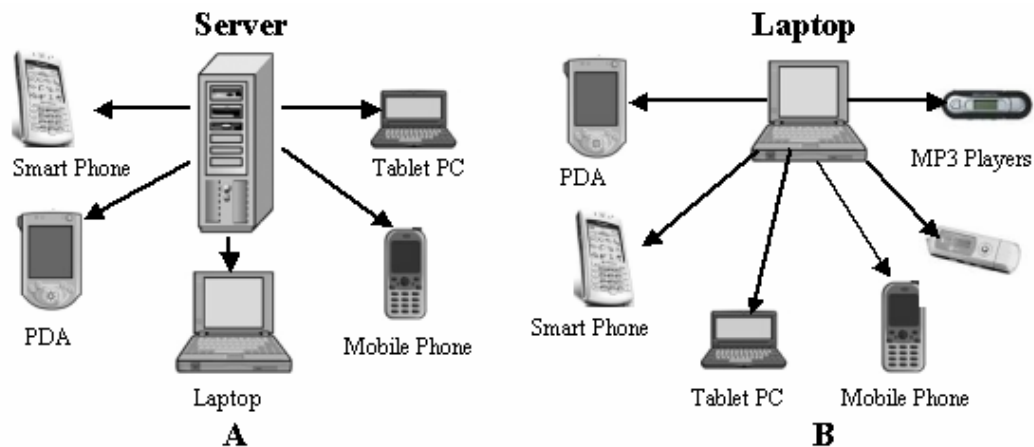 Server
Smart Phone
Tablet PC
PDA
Mobile Phone
Laptop
A
Laptop
PDA
MP3 Players
Smart Phone
Tablet PC
Mobile Phone
B